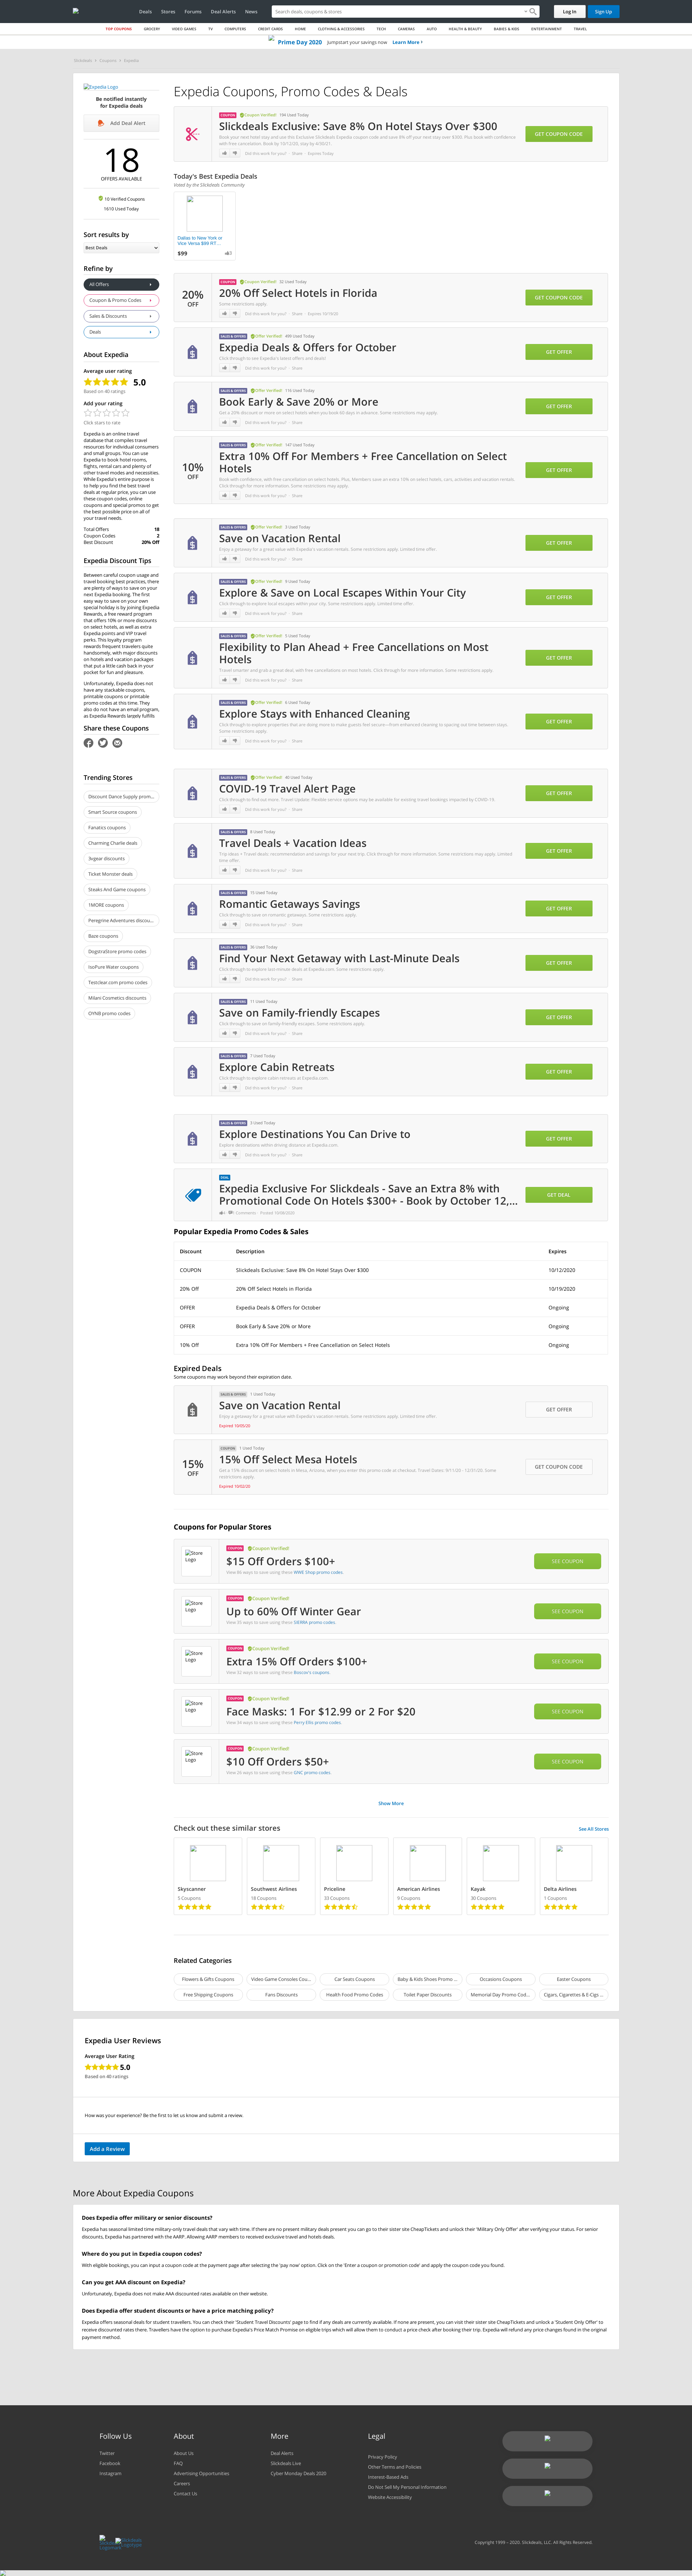 Deals Stores Forums Deal Alerts News
Search deals, coupons & stores
Log In
Sign Up
TOP COUPONS GROCERY VIDEO GAMES TV COMPUTERS CREDIT CARDS HOME CLOTHING & ACCESSORIES TECH CAMERAS AUTO HEALTH & BEAUTY BABIES & KIDS ENTERTAINMENT TRAVEL
Prime Day 2020 Jumpstart your savings now Learn More ›
Slickdeals > Coupons > Expedia
Expedia Logo
Be notified instantly
for Expedia deals
Add Deal Alert
18
OFFERS AVAILABLE
10 Verified Coupons
1610 Used Today
Sort results by
Best Deals
Refine by
All Offers
Coupon & Promo Codes
Sales & Discounts
Deals
About Expedia
Average user rating
5.0
Based on 40 ratings
Add your rating
Click stars to rate
Expedia is an online travel
database that compiles travel
resources for individual consumers
and small groups. You can use
Expedia to book hotel rooms,
flights, rental cars and plenty of
other travel modes and necessities.
While Expedia's entire purpose is
to help you find the best travel
deals at regular price, you can use
these coupon codes, online
coupons and special promos to get
the best possible price on all of
your travel needs.
Total Offers 18
Coupon Codes 2
Best Discount 20% Off
Expedia Discount Tips
Between careful coupon usage and
travel booking best practices, there
are plenty of ways to save on your
next Expedia booking. The first
easy way to save on your own
special holiday is by joining Expedia
Rewards, a free rewards program
that offers 10% or more discounts
on select hotels, as well as extra
Expedia points and VIP travel
perks. This loyalty program
rewards frequent travelers quite
handsomely, with major discounts
on hotels and vacation packages
that put a little cash back in your
pocket for fun and pleasure.
Unfortunately, Expedia does not
have any stackable coupons,
printable coupons or printable
promo codes at this time. They
also do not have an email program,
as Expedia Rewards largely fulfills
Share these Coupons
Trending Stores
Discount Dance Supply prom...
Smart Source coupons
Fanatics coupons
Charming Charlie deals
3vgear discounts
Ticket Monster deals
Steaks And Game coupons
1MORE coupons
Peregrine Adventures discou...
Baze coupons
DogstraStore promo codes
IsoPure Water coupons
Testclear.com promo codes
Milani Cosmetics discounts
OYNB promo codes
Expedia Coupons, Promo Codes & Deals
COUPON Coupon Verified! 194 Used Today
Slickdeals Exclusive: Save 8% On Hotel Stays Over $300
Book your next hotel stay and use this Exclusive Slickdeals Expedia coupon code and save 8% off your next stay over $300. Plus book with confidence
with free cancellation. Book by 10/12/20, stay by 4/30/21.
Did this work for you? · Share · Expires Today
GET COUPON CODE
Today's Best Expedia Deals
Voted by the Slickdeals Community
Dallas to New York or
Vice Versa $99 RT...
$99
20%
OFF
COUPON Coupon Verified! 32 Used Today
20% Off Select Hotels in Florida
Some restrictions apply.
Did this work for you? · Share · Expires 10/19/20
GET COUPON CODE
SALES & OFFERS Offer Verified! 499 Used Today
Expedia Deals & Offers for October
Click through to see Expedia's latest offers and deals!
Did this work for you? · Share
GET OFFER
SALES & OFFERS Offer Verified! 116 Used Today
Book Early & Save 20% or More
Get a 20% discount or more on select hotels when you book 60 days in advance. Some restrictions may apply.
Did this work for you? · Share
GET OFFER
10%
OFF
SALES & OFFERS Offer Verified! 147 Used Today
Extra 10% Off For Members + Free Cancellation on Select
Hotels
Book with confidence, with free cancellation on select hotels. Plus, Members save an extra 10% on select hotels, cars, activities and vacation rentals.
Click through for more information. Some restrictions may apply.
Did this work for you? · Share
GET OFFER
SALES & OFFERS Offer Verified! 3 Used Today
Save on Vacation Rental
Enjoy a getaway for a great value with Expedia's vacation rentals. Some restrictions apply. Limited time offer.
Did this work for you? · Share
GET OFFER
SALES & OFFERS Offer Verified! 9 Used Today
Explore & Save on Local Escapes Within Your City
Click through to explore local escapes within your city. Some restrictions apply. Limited time offer.
Did this work for you? · Share
GET OFFER
SALES & OFFERS Offer Verified! 5 Used Today
Flexibility to Plan Ahead + Free Cancellations on Most
Hotels
Travel smarter and grab a great deal, with free cancellations on most hotels. Click through for more information. Some restrictions may apply.
Did this work for you? · Share
GET OFFER
SALES & OFFERS Offer Verified! 6 Used Today
Explore Stays with Enhanced Cleaning
Click through to explore properties that are doing more to make guests feel secure—from enhanced cleaning to opening out time between stays.
Some restrictions apply.
Did this work for you? · Share
GET OFFER
SALES & OFFERS Offer Verified! 40 Used Today
COVID-19 Travel Alert Page
Click through to find out more. Travel Update: Flexible service options may be available for existing travel bookings impacted by COVID-19.
Did this work for you? · Share
GET OFFER
SALES & OFFERS 8 Used Today
Travel Deals + Vacation Ideas
Trip ideas + Travel deals, recommendation and savings for your next trip. Click through for more information. Some restrictions may apply. Limited
time offer.
Did this work for you? · Share
GET OFFER
SALES & OFFERS 15 Used Today
Romantic Getaways Savings
Click through to save on romantic getaways. Some restrictions apply.
Did this work for you? · Share
GET OFFER
SALES & OFFERS 36 Used Today
Find Your Next Getaway with Last-Minute Deals
Click through to explore last-minute deals at Expedia.com. Some restrictions apply.
Did this work for you? · Share
GET OFFER
SALES & OFFERS 11 Used Today
Save on Family-friendly Escapes
Click through to save on family-friendly escapes. Some restrictions apply.
Did this work for you? · Share
GET OFFER
SALES & OFFERS 7 Used Today
Explore Cabin Retreats
Click through to explore cabin rentals at Expedia.com.
Did this work for you? · Share
GET OFFER
SALES & OFFERS 3 Used Today
Explore Destinations You Can Drive to
Explore destinations within driving distance at Expedia.com.
Did this work for you? · Share
GET OFFER
DEAL
Expedia Exclusive For Slickdeals - Save an Extra 8% with
Promotional Code On Hotels $300+ - Book by October 12,...
Comments · Posted 10/08/2020
GET DEAL
Popular Expedia Promo Codes & Sales
Discount Description Expires
COUPON Slickdeals Exclusive: Save 8% On Hotel Stays Over $300 10/12/2020
20% Off 20% Off Select Hotels in Florida 10/19/2020
OFFER Expedia Deals & Offers for October Ongoing
OFFER Book Early & Save 20% or More Ongoing
10% Off Extra 10% Off For Members + Free Cancellation on Select Hotels Ongoing
Expired Deals
Some coupons may work beyond their expiration date.
SALES & OFFERS 1 Used Today
Save on Vacation Rental
Enjoy a getaway for a great value with Expedia's vacation rentals. Some restrictions apply. Limited time offer.
Expired 10/05/20
GET OFFER
15%
OFF
COUPON 1 Used Today
15% Off Select Mesa Hotels
Get a 15% discount on select hotels in Mesa, Arizona, when you enter this promo code at checkout. Travel Dates: 9/11/20 - 12/31/20. Some
restrictions apply.
Expired 10/02/20
GET COUPON CODE
Coupons for Popular Stores
Store Logo
COUPON Coupon Verified!
$15 Off Orders $100+
View 86 ways to save using these WWE Shop promo codes.
SEE COUPON
Store Logo
COUPON Coupon Verified!
Up to 60% Off Winter Gear
View 39 ways to save using these SIERRA promo codes.
SEE COUPON
Store Logo
COUPON Coupon Verified!
Extra 15% Off Orders $100+
View 32 ways to save using these Boscov's coupons.
SEE COUPON
Store Logo
COUPON Coupon Verified!
Face Masks: 1 For $12.99 or 2 For $20
View 34 ways to save using these Perry Ellis promo codes.
SEE COUPON
Store Logo
COUPON Coupon Verified!
$10 Off Orders $50+
View 26 ways to save using these GNC promo codes.
SEE COUPON
Show More
Check out these similar stores
See All Stores
Skyscanner
5 Coupons
Southwest Airlines
18 Coupons
Priceline
33 Coupons
American Airlines
9 Coupons
Kayak
30 Coupons
Delta Airlines
7 Coupons
Related Categories
Flowers & Gifts Coupons
Video Game Consoles Cou...
Car Seats Coupons
Baby & Kids Shoes Promo ...
Occasions Coupons
Easter Coupons
Free Shipping Coupons
Fans Discounts
Health Food Promo Codes
Toilet Paper Discounts
Memorial Day Promo Cod...
Cigars, Cigarettes & E-Cigs ...
Expedia User Reviews
Average User Rating
5.0
Based on 40 ratings
How was your experience? Be the first to let us know and submit a review.
Add a Review
More About Expedia Coupons
Does Expedia offer military or senior discounts?
Expedia has seasonal limited time military-only travel deals that vary with time. If there are no present military deals present you can go to their sister site CheapTickets and unlock their 'Military Only Offer' after verifying your status. For senior
discounts, Expedia has partnered with the AARP. Allowing AARP members to received exclusive travel and hotels deals.
Where do you put in Expedia coupon codes?
With eligible bookings, you can input a coupon code at the payment page after selecting the 'pay now' option. Click on the 'Enter a coupon or promotion code' and apply the coupon code you found.
Can you get AAA discount on Expedia?
Unfortunately, Expedia does not make AAA discounted rates available on their website.
Does Expedia offer student discounts or have a price matching policy?
Expedia offers seasonal deals for student travellers. You can check their 'Student Travel Discounts' page to find if any deals are currently available. If none are present, you can visit their sister site CheapTickets and unlock a 'Student Only Offer' to
receive discounted rates there. Travellers have the option to purchase Expedia's Price Match Promise on eligible trips which will allow them to conduct a price check after booking their trip. Expedia will refund any price changes found in the original
payment method.
Follow Us
Twitter
Facebook
Instagram
About
About Us
FAQ
Advertising Opportunities
Careers
Contact Us
More
Deal Alerts
Slickdeals Live
Cyber Monday Deals 2020
Legal
Privacy Policy
Other Terms and Policies
Interest-Based Ads
Do Not Sell My Personal Information
Website Accessibility
Copyright 1999 - 2020. Slickdeals, LLC. All Rights Reserved.